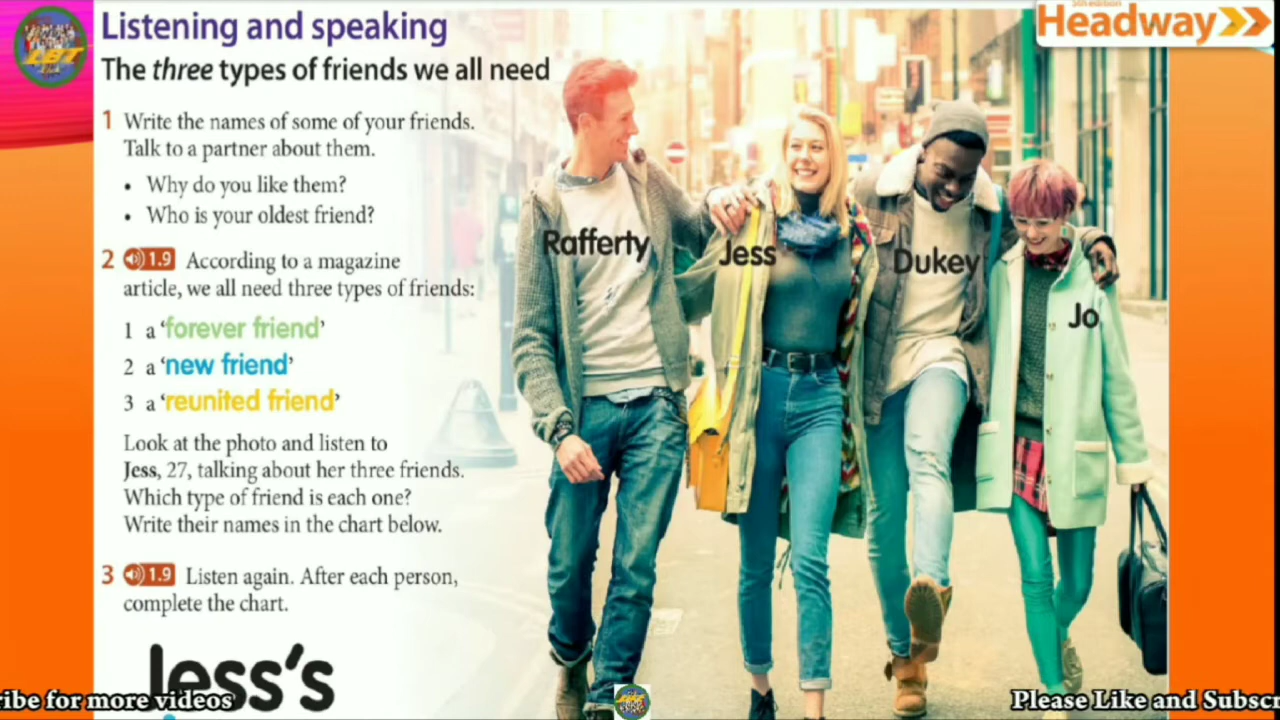 Listening and speaking
The three types of friends we all need
1 Write the names of some of your friends.
Talk to a partner about them.
• Why do you like them?
• Who is your oldest friend?
2 1.9 According to a magazine
article, we all need three types of friends:
1 a ‘forever friend’
2 a ‘new friend’
3 a ‘reunited friend’
Look at the photo and listen to
Jess, 27, talking about her three friends.
Which type of friend is each one?
Write their names in the chart below.
3 1.9 Listen again. After each person,
complete the chart.
Jess's
5th edition
Headway
Rafferty
Jess
Dukey
Jo
ribe for more videos
Please Like and Subscr